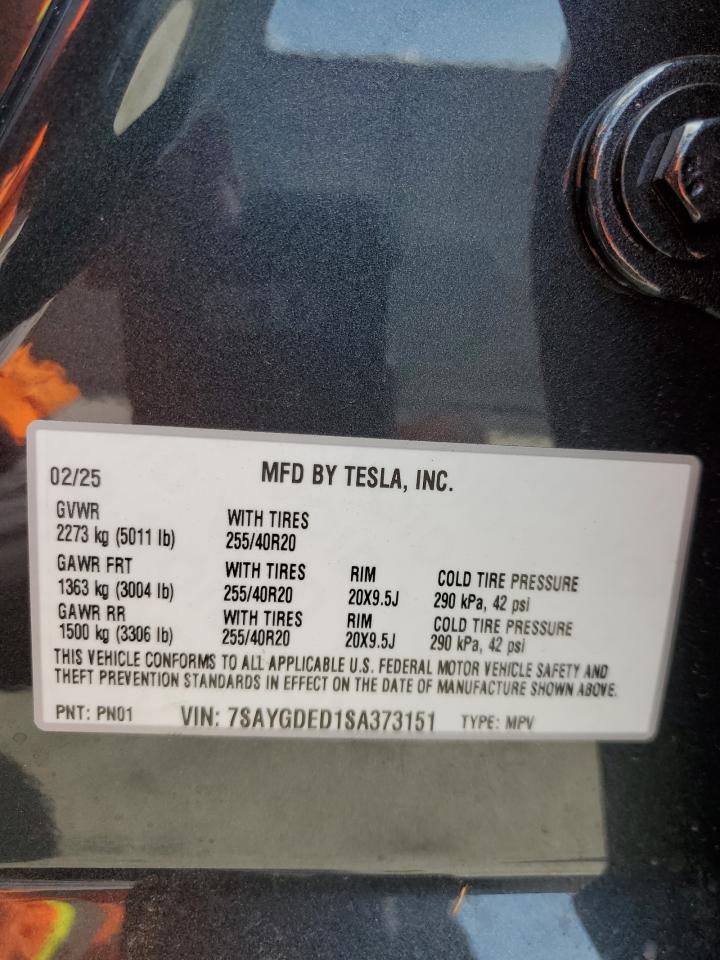 02/25 MFD BY TESLA, INC.
GVWR WITH TIRES
2273 kg (5011 lb) 255/40R20
GAWR FRT WITH TIRES RIM COLD TIRE PRESSURE
1363 kg (3004 lb) 255/40R20 20X9.5J 290 kPa, 42 psi
GAWR RR WITH TIRES RIM COLD TIRE PRESSURE
1500 kg (3306 lb) 255/40R20 20X9.5J 290 kPa, 42 psi
THIS VEHICLE CONFORMS TO ALL APPLICABLE U.S. FEDERAL MOTOR VEHICLE SAFETY AND
THEFT PREVENTION STANDARDS IN EFFECT ON THE DATE OF MANUFACTURE SHOWN ABOVE.
PNT: PN01 VIN: 7SAYGDED1SA373151 TYPE: MPV